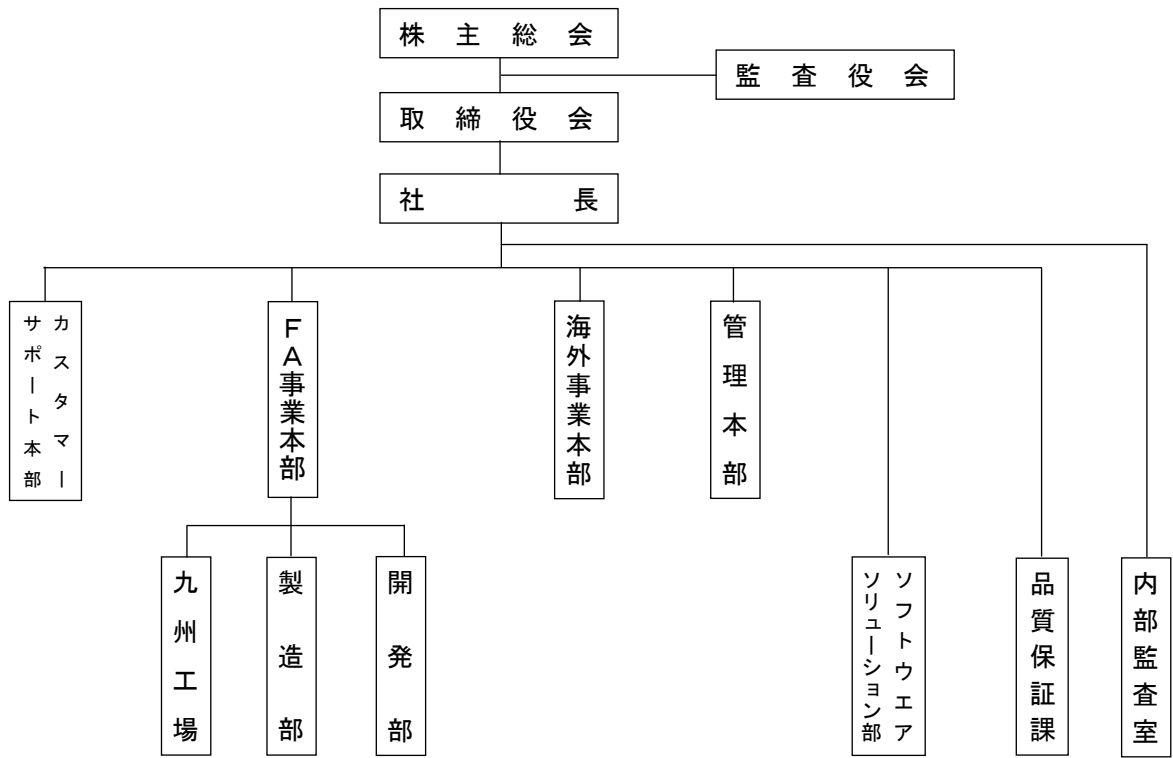 株主総会
監査役会
取締役会
社長
カスタマー
サポート本部
FA事業本部
海外事業本部
管理本部
九州工場
製造部
開発部
ソフトウエア
ソリューション部
品質保証課
内部監査室